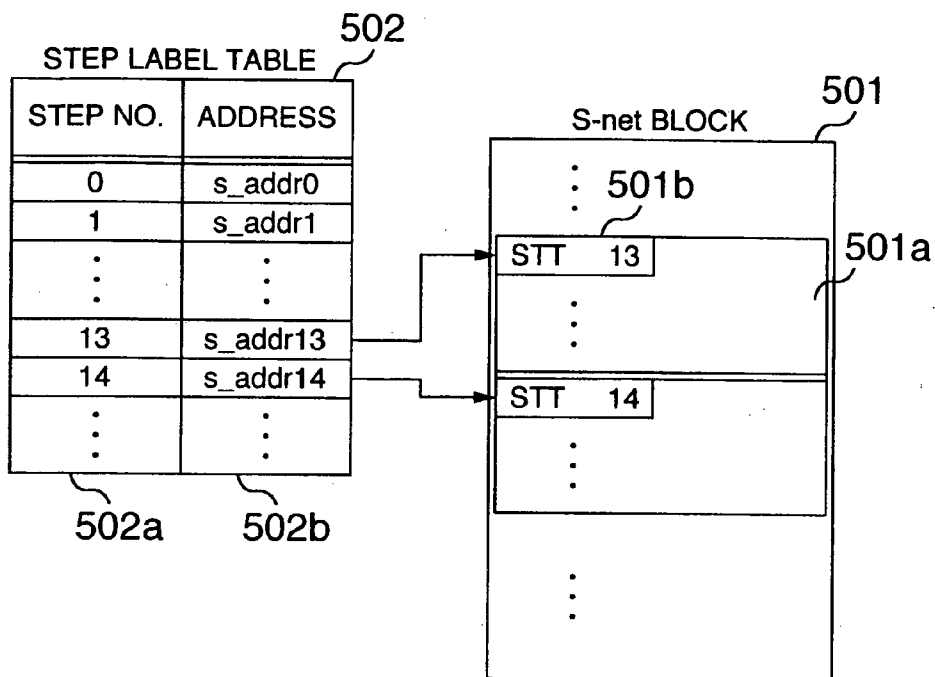 502
STEP LABEL TABLE
STEP NO. ADDRESS
0 s_addr0
1 s_addr1
13 s_addr13
14 s_addr14
502a 502b
501
S-net BLOCK
501b
STT 13
501a
STT 14